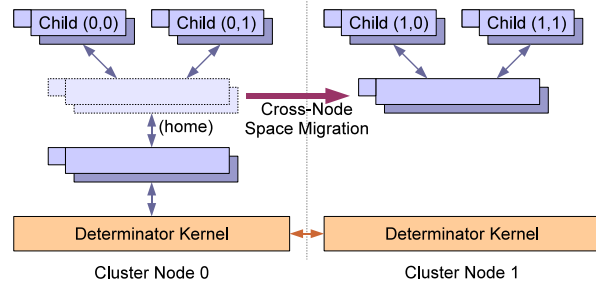 Child (0,0)
Child (0,1)
Child (1,0)
Child (1,1)
Cross-Node
Space Migration
(home)
Determinator Kernel
Determinator Kernel
Cluster Node 0
Cluster Node 1